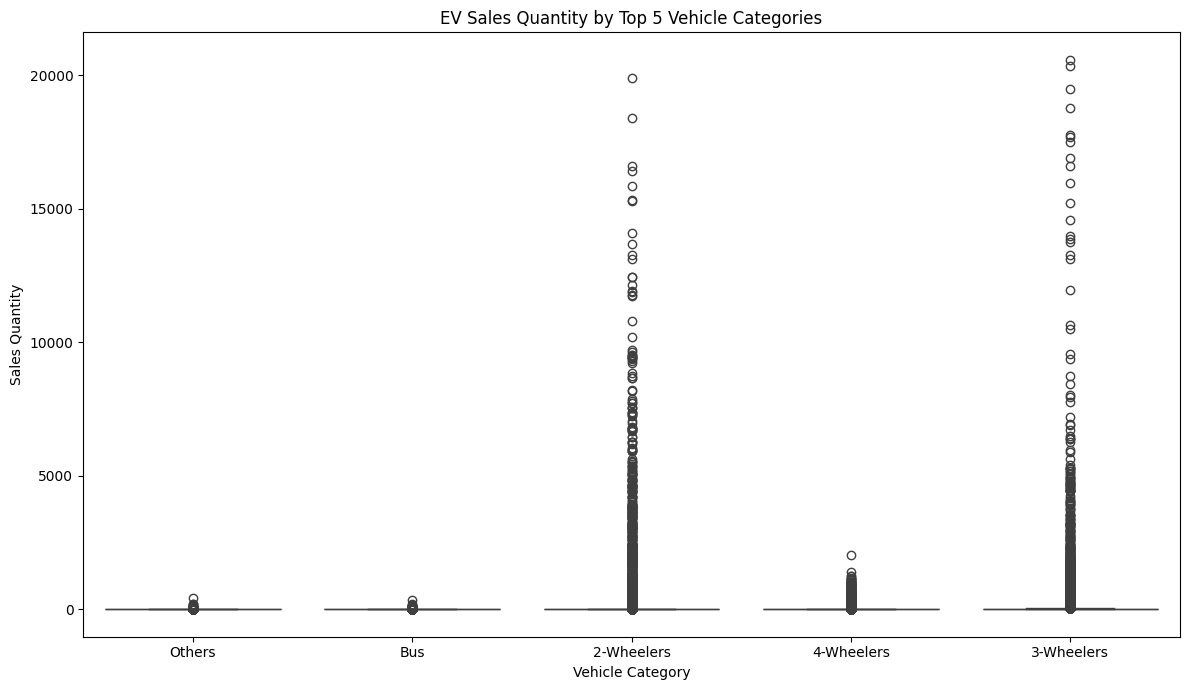 EV Sales Quantity by Top 5 Vehicle Categories
20000
15000
10000
5000
0
Sales Quantity
Others Bus 2-Wheelers 4-Wheelers 3-Wheelers
Vehicle Category